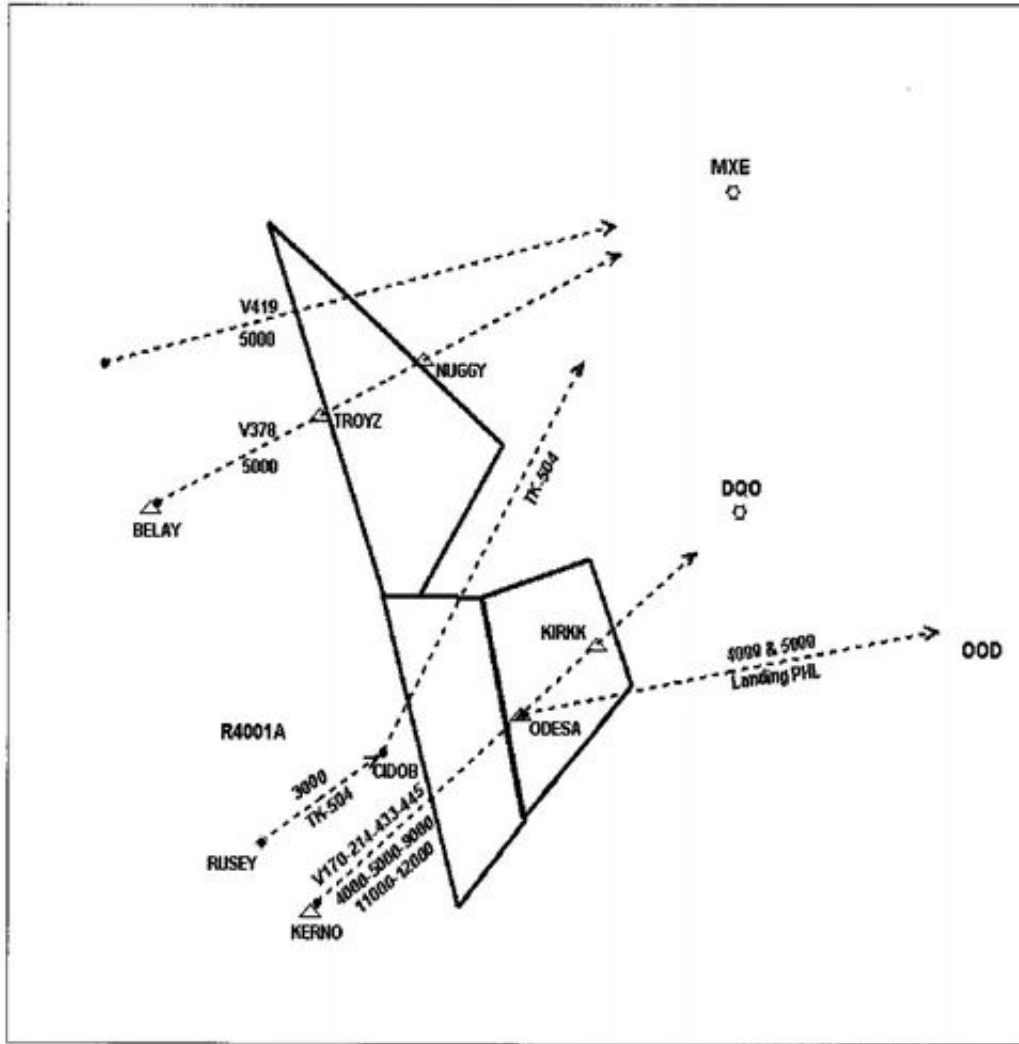 MXE
V419
5000
NUGGY
TROYZ
V378
5000
BELAY
TK-504
DQO
KIRKK
4000 & 5000
Landing PHL
OOD
ODESA
R4001A
CIDOB
3000
TK-504
RUSEY
V170-214-433-445
4000-5000-9000
11000-12000
KERNO